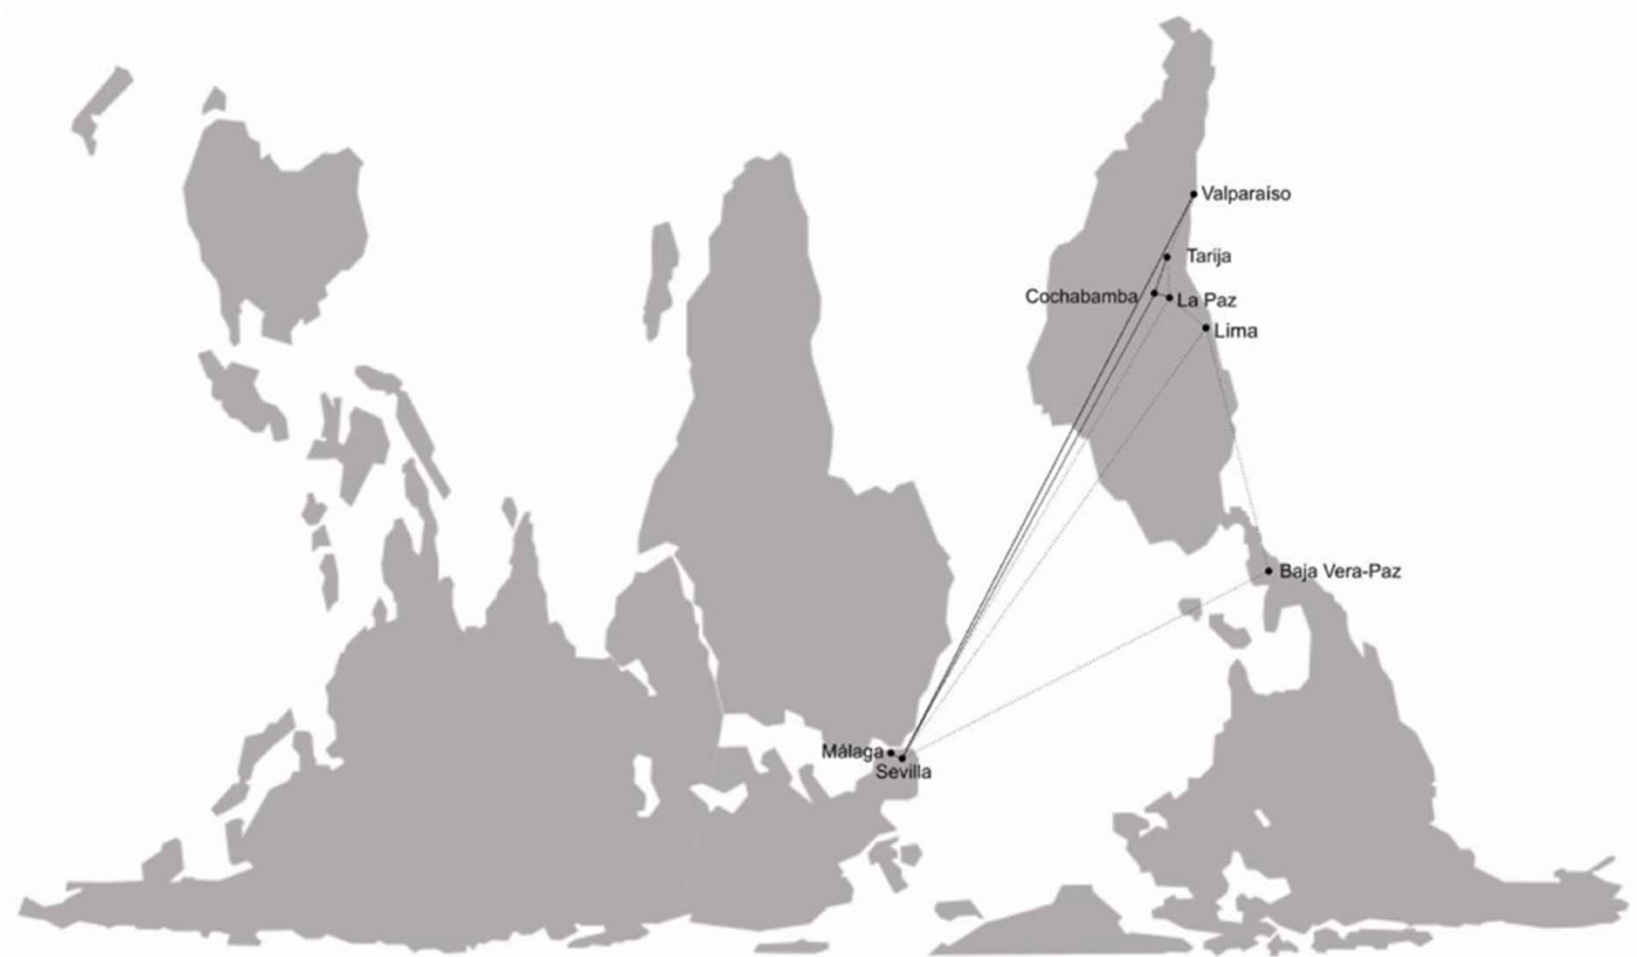 Valparaíso
Tarija
Cochabamba
La Paz
Lima
Baja Vera-Paz
Málaga
Sevilla